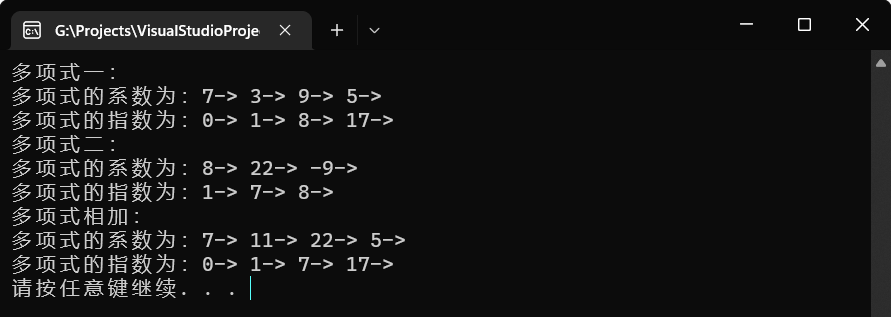 G:\Projects\VisualStudioProje
多项式一:
多项式的系数为: 7-> 3-> 9-> 5->
多项式的指数为: 0-> 1-> 8-> 17->
多项式二:
多项式的系数为: 8-> 22-> -9->
多项式的指数为: 1-> 7-> 8->
多项式相加:
多项式的系数为: 7-> 11-> 22-> 5->
多项式的指数为: 0-> 1-> 7-> 17->
请按任意键继续. . .